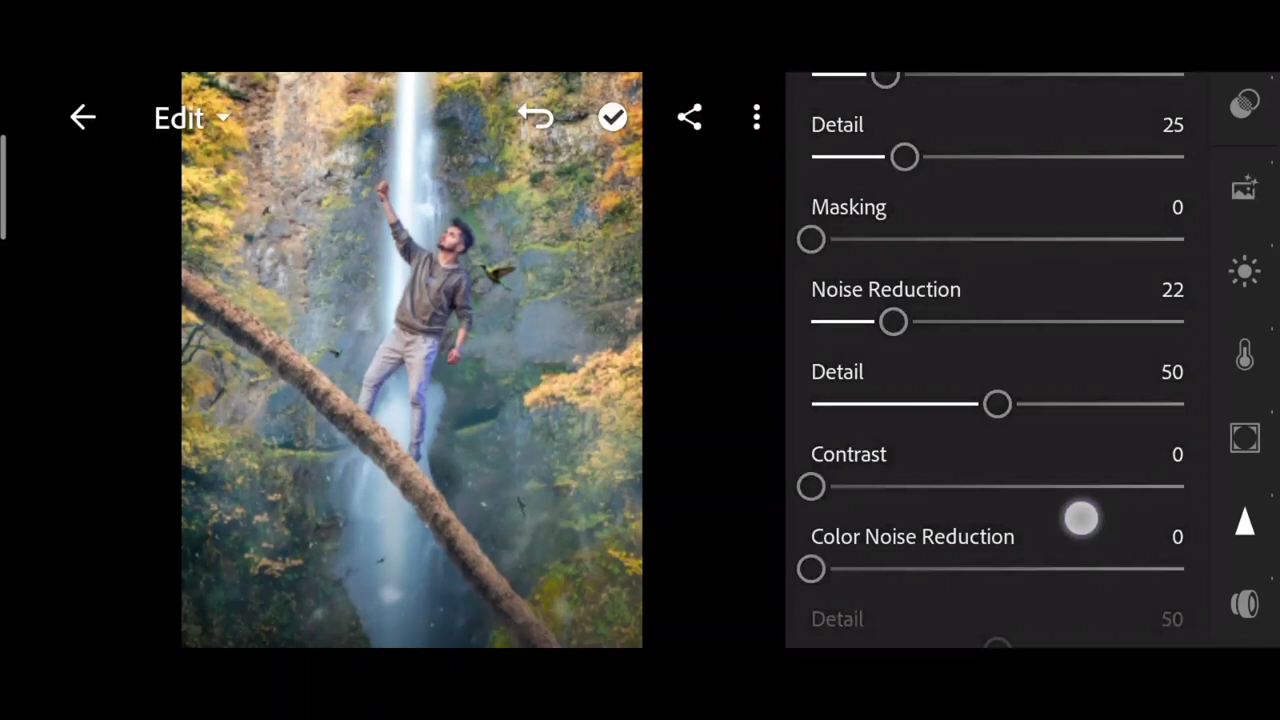 Edit
Detail 25
Masking 0
Noise Reduction 22
Detail 50
Contrast 0
Color Noise Reduction 0
Detail 50